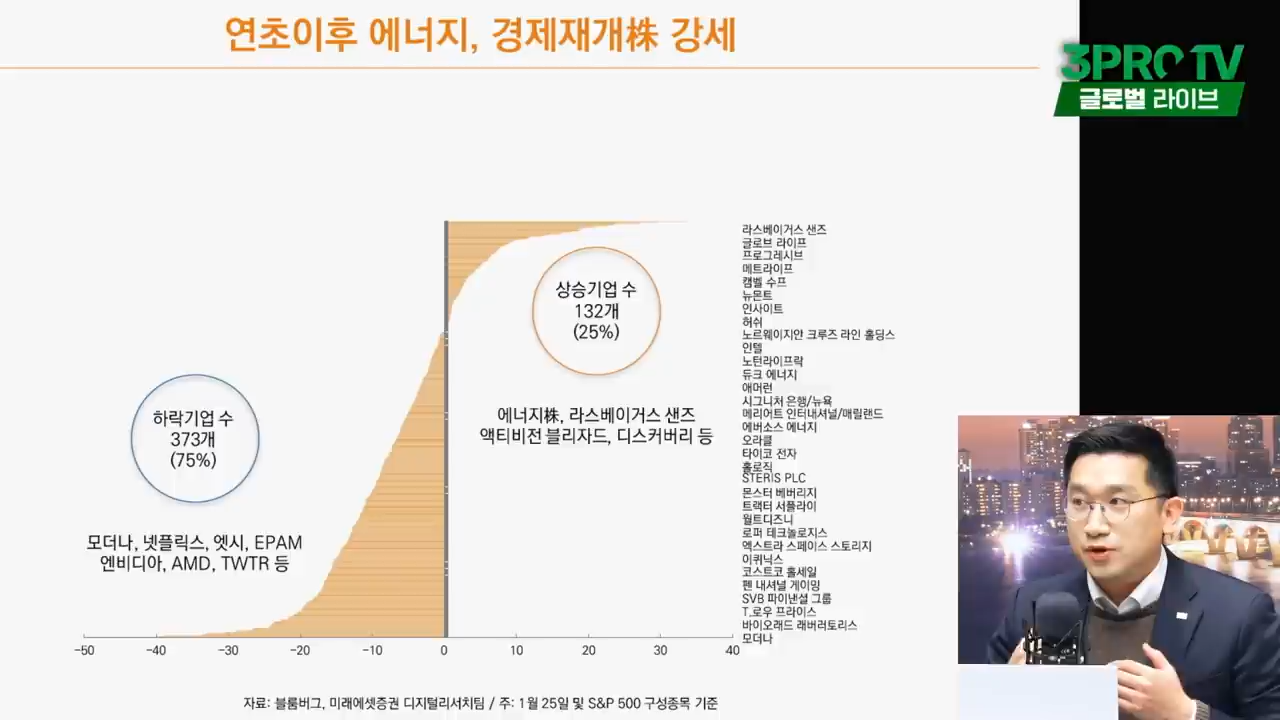 연초이후 에너지, 경제재개株 강세
3PRO TV
글로벌 라이브
상승기업 수
132개
(25%)
하락기업 수
373개
(75%)
에너지株, 라스베이거스 샌즈
액티비전 블리자드, 디스커버리 등
모더나, 넷플릭스, 엣시, EPAM
엔비디아, AMD, TWTR 등
라스베이거스 샌즈
글로브 라이프
프로그레시브
메트라이프
캠벨 수프
뉴몬트
인사이트
허쉬
노르웨이지안 크루즈 라인 홀딩스
인텔
노턴라이프락
듀크 에너지
애머런
시그니처 은행/뉴욕
메리어트 인터내셔널/매릴랜드
에버소스 에너지
오라클
타이코 전자
홀로직
STERIS PLC
몬스터 베버리지
트랙터 서플라이
월트디즈니
로퍼 테크놀로지스
엑스트라 스페이스 스토리지
이퀴닉스
코스트코 홀세일
펜 내셔널 게이밍
SVB 파이낸셜 그룹
T.로우 프라이스
바이오래드 래버러토리스
모더나
-50 -40 -30 -20 -10 0 10 20 30 40
자료: 블룸버그, 미래에셋증권 디지털리서치팀 / 주: 1월 25일 및 S&P 500 구성종목 기준